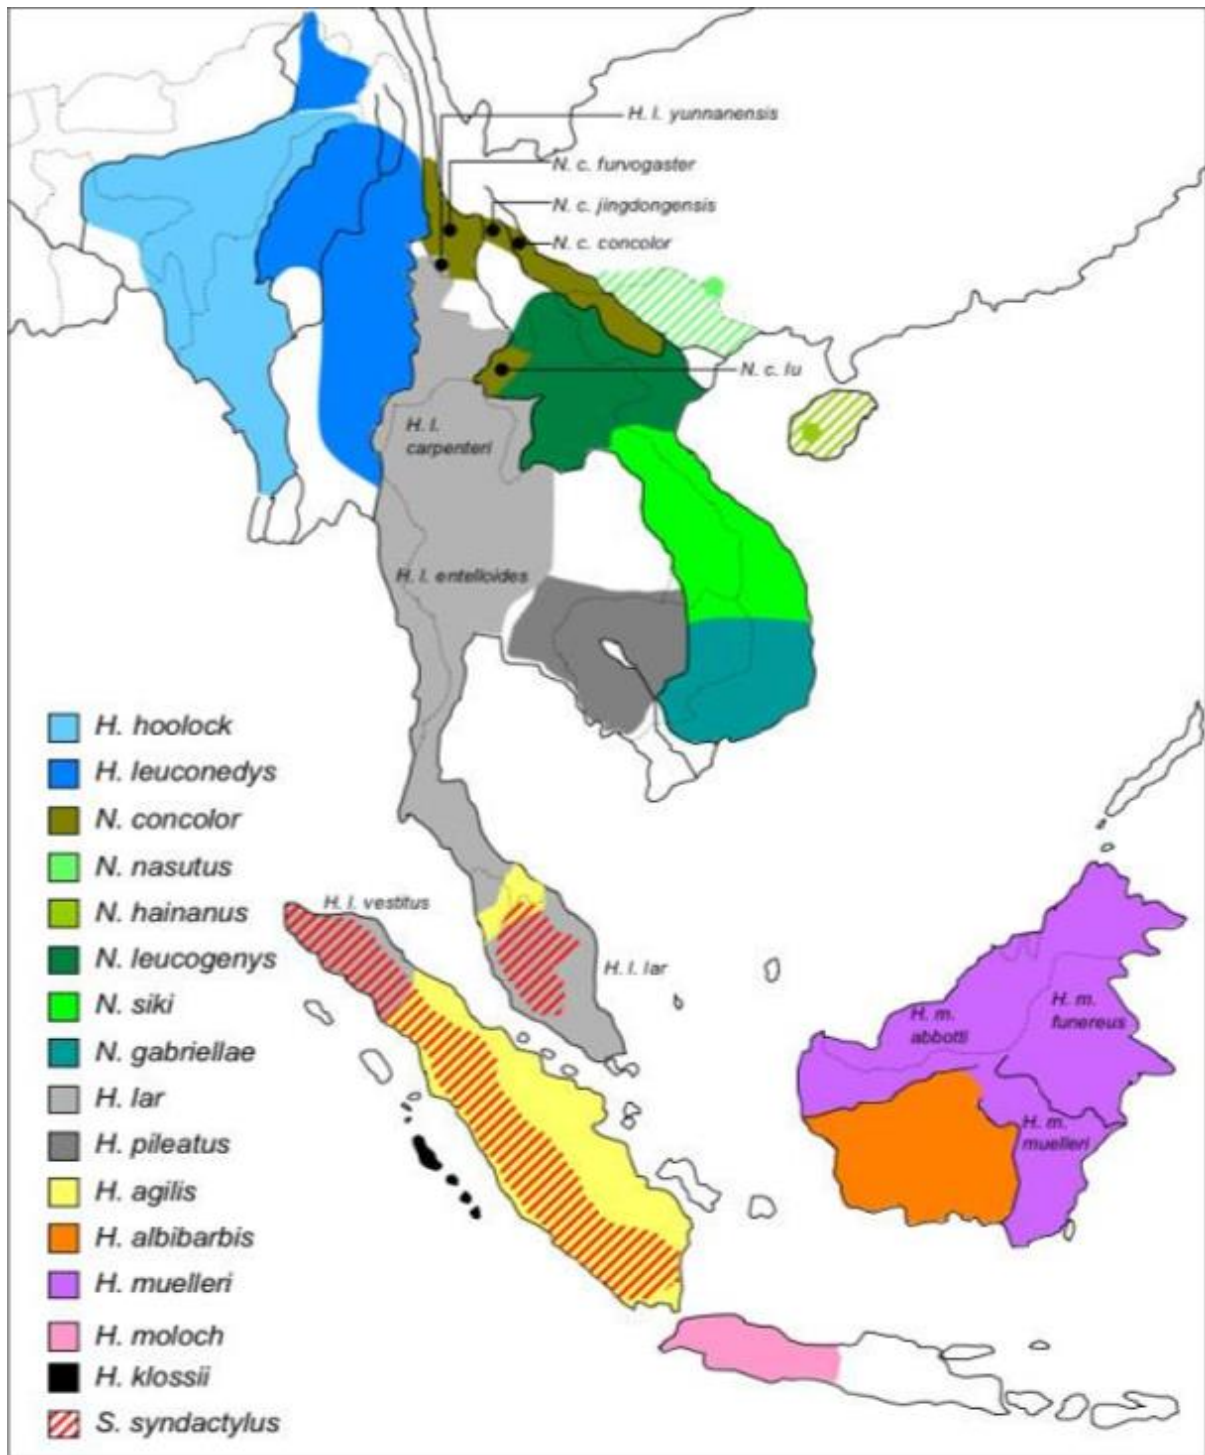 H. l. yunnanensis
N. c. furvogaster
N. c. jingdongensis
N. c. concolor
N. c. lu
H. l.
carpenteri
H. l. entelloides
H. hoolock
H. leuconedys
N. concolor
N. nasutus
N. hainanus
N. leucogenys
N. siki
N. gabriellae
H. lar
H. pileatus
H. agilis
H. albibarbis
H. muelleri
H. moloch
H. klossii
S. syndactylus
H. l. vestitus
H. l. lar
H. m.
abbotti
H. m.
funereus
H. m.
muelleri